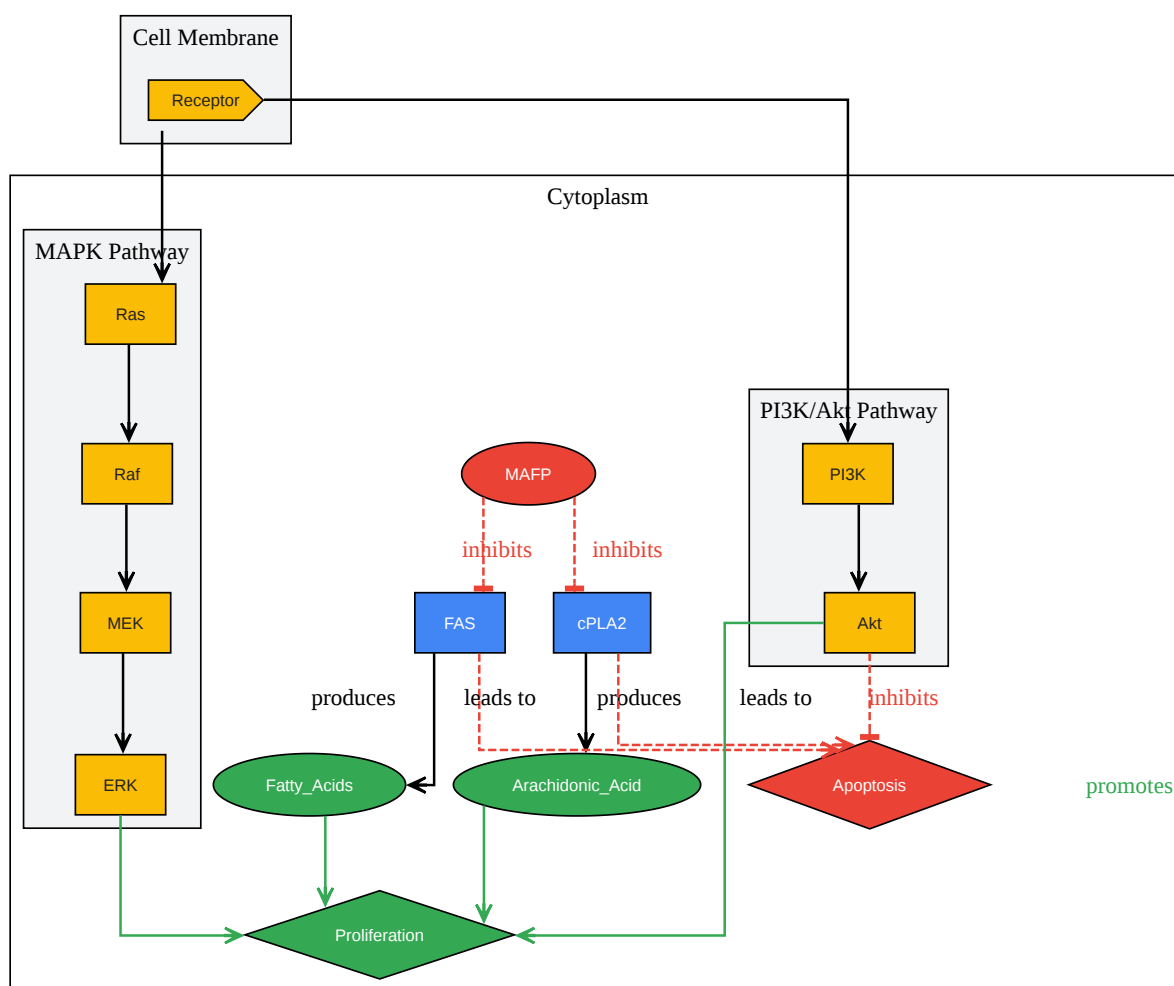 Cell Membrane
Receptor
Cytoplasm
MAPK Pathway
Ras
PI3K/Akt Pathway
Raf
MAFP
PI3K
inhibits
inhibits
MEK
FAS
cPLA2
Akt
produces
leads to
produces
leads to
inhibits
ERK
Fatty_Acids
Arachidonic_Acid
Apoptosis
promotes
Proliferation